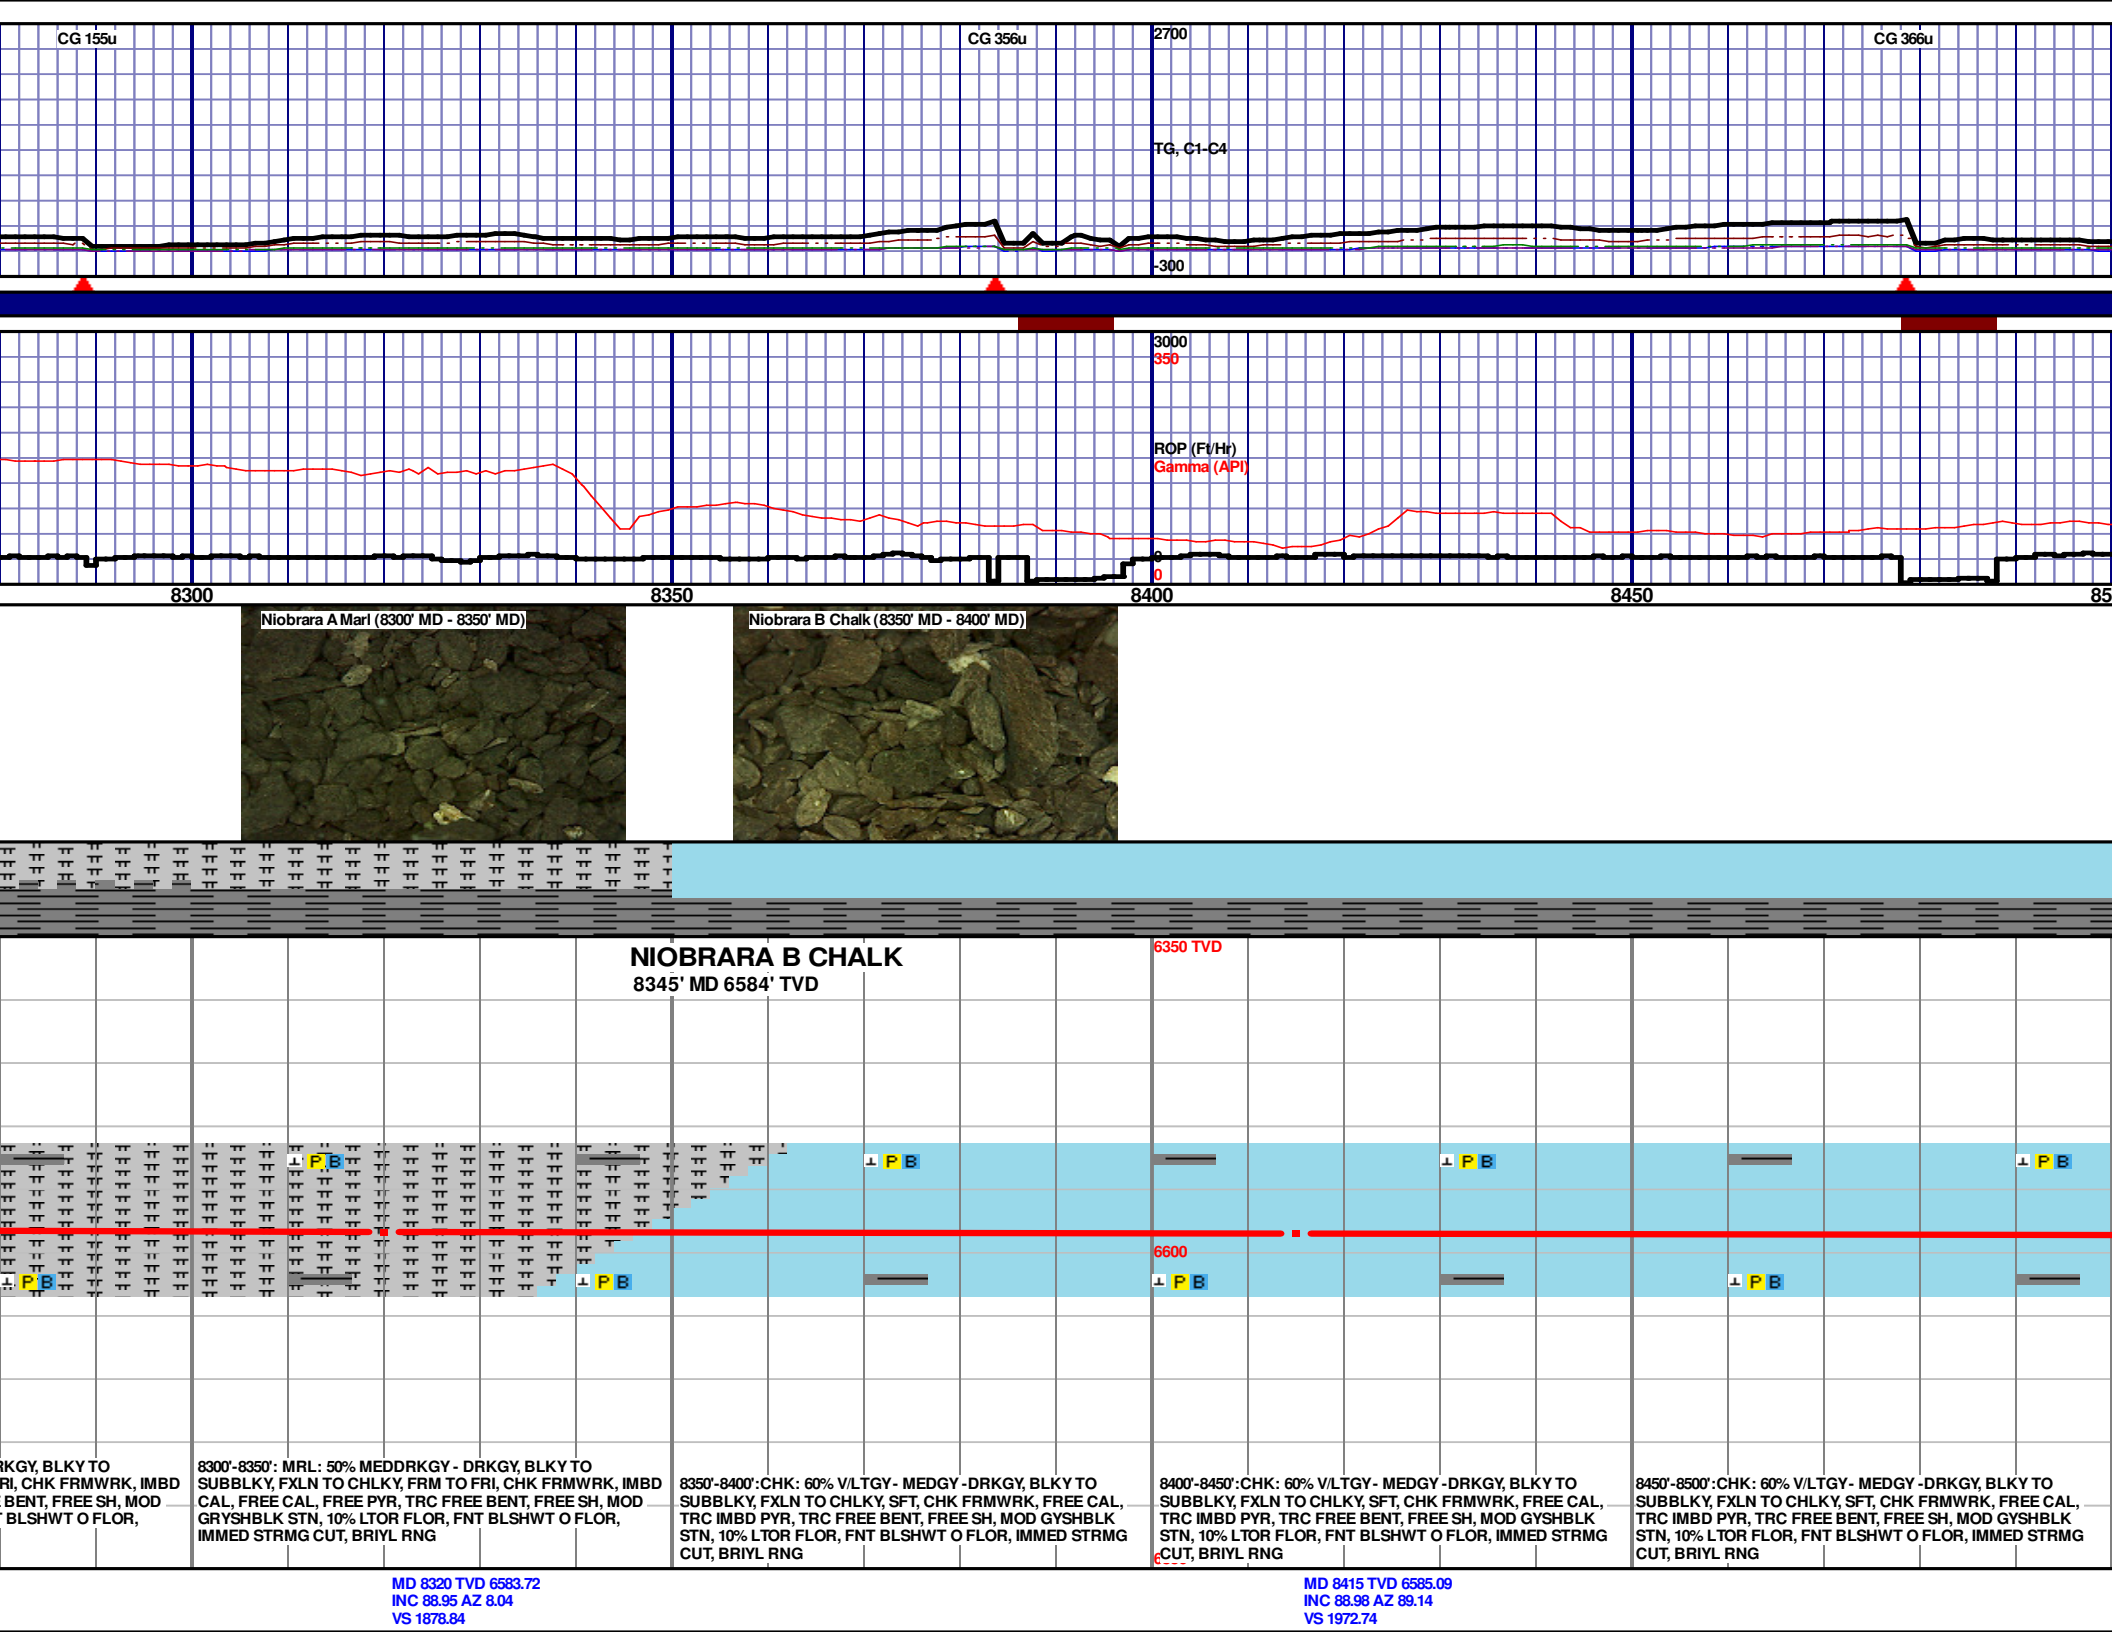 CG 155u
CG 356u
2700
CG 366u
TG, C1-C4
-300
3000
350
ROP (Ft/Hr)
Gamma (API)
0
0
8300
8350
8400
8450
85
Niobrara A Marl (8300' MD - 8350' MD)
Niobrara B Chalk (8350' MD - 8400' MD)
NIOBRARA B CHALK
8345' MD 6584' TVD
6350 TVD
P B
P B
P B
P B
6600
P B
P B
P B
P B
RKGY, BLKY TO
RI, CHK FRMWRK, IMBD
BENT, FREE SH, MOD
BLSHWT O FLOR,
8300'-8350': MRL: 50% MEDDRKGY - DRKGY, BLKY TO
SUBBLKY, FXLN TO CHLKY, FRM TO FRI, CHK FRMWRK, IMBD
CAL, FREE CAL, FREE PYR, TRC FREE BENT, FREE SH, MOD
GRYSHBLK STN, 10% LTOR FLOR, FNT BLSHWT O FLOR,
IMMED STRMG CUT, BRIYL RNG
8350'-8400':CHK: 60% V/LTGY - MEDGY -DRKGY, BLKY TO
SUBBLKY, FXLN TO CHLKY, SFT, CHK FRMWRK, FREE CAL,
TRC IMBD PYR, TRC FREE BENT, FREE SH, MOD GYSHBLK
STN, 10% LTOR FLOR, FNT BLSHWT O FLOR, IMMED STRMG
CUT, BRIYL RNG
8400'-8450':CHK: 60% V/LTGY - MEDGY -DRKGY, BLKY TO
SUBBLKY, FXLN TO CHLKY, SFT, CHK FRMWRK, FREE CAL,
TRC IMBD PYR, TRC FREE BENT, FREE SH, MOD GYSHBLK
STN, 10% LTOR FLOR, FNT BLSHWT O FLOR, IMMED STRMG
CUT, BRIYL RNG
8450'-8500':CHK: 60% V/LTGY - MEDGY -DRKGY, BLKY TO
SUBBLKY, FXLN TO CHLKY, SFT, CHK FRMWRK, FREE CAL,
TRC IMBD PYR, TRC FREE BENT, FREE SH, MOD GYSHBLK
STN, 10% LTOR FLOR, FNT BLSHWT O FLOR, IMMED STRMG
CUT, BRIYL RNG
MD 8320 TVD 6583.72
INC 88.95 AZ 8.04
VS 1878.84
MD 8415 TVD 6585.09
INC 88.98 AZ 89.14
VS 1972.74